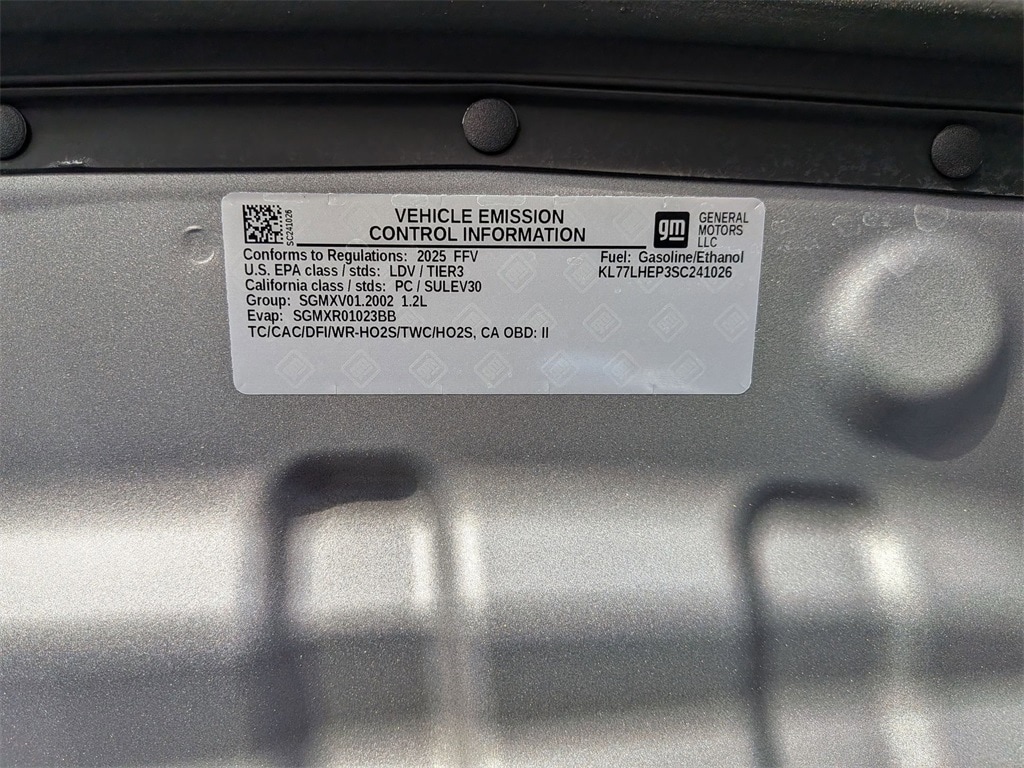 SC241026
VEHICLE EMISSION
CONTROL INFORMATION
gm
GENERAL
MOTORS
LLC
Conforms to Regulations: 2025 FFV
Fuel: Gasoline/Ethanol
U.S. EPA class / stds: LDV / TIER3
KL77LHEP3SC241026
California class / stds: PC / SULEV30
Group: SGMXV01.2002 1.2L
Evap: SGMXR01023BB
TC/CAC/DFI/WR-HO2S/TWC/HO2S, CA OBD: II